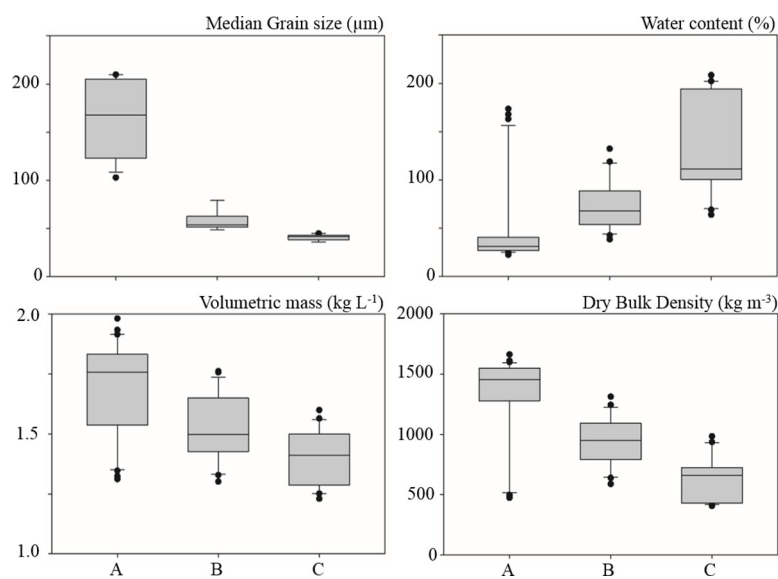 Median Grain size (µm)
200
100
0
Water content (%)
200
100
0
Volumetric mass (kg L⁻¹)
2.0
1.5
1.0
A B C
Dry Bulk Density (kg m⁻³)
2000
1500
1000
500
0
A B C